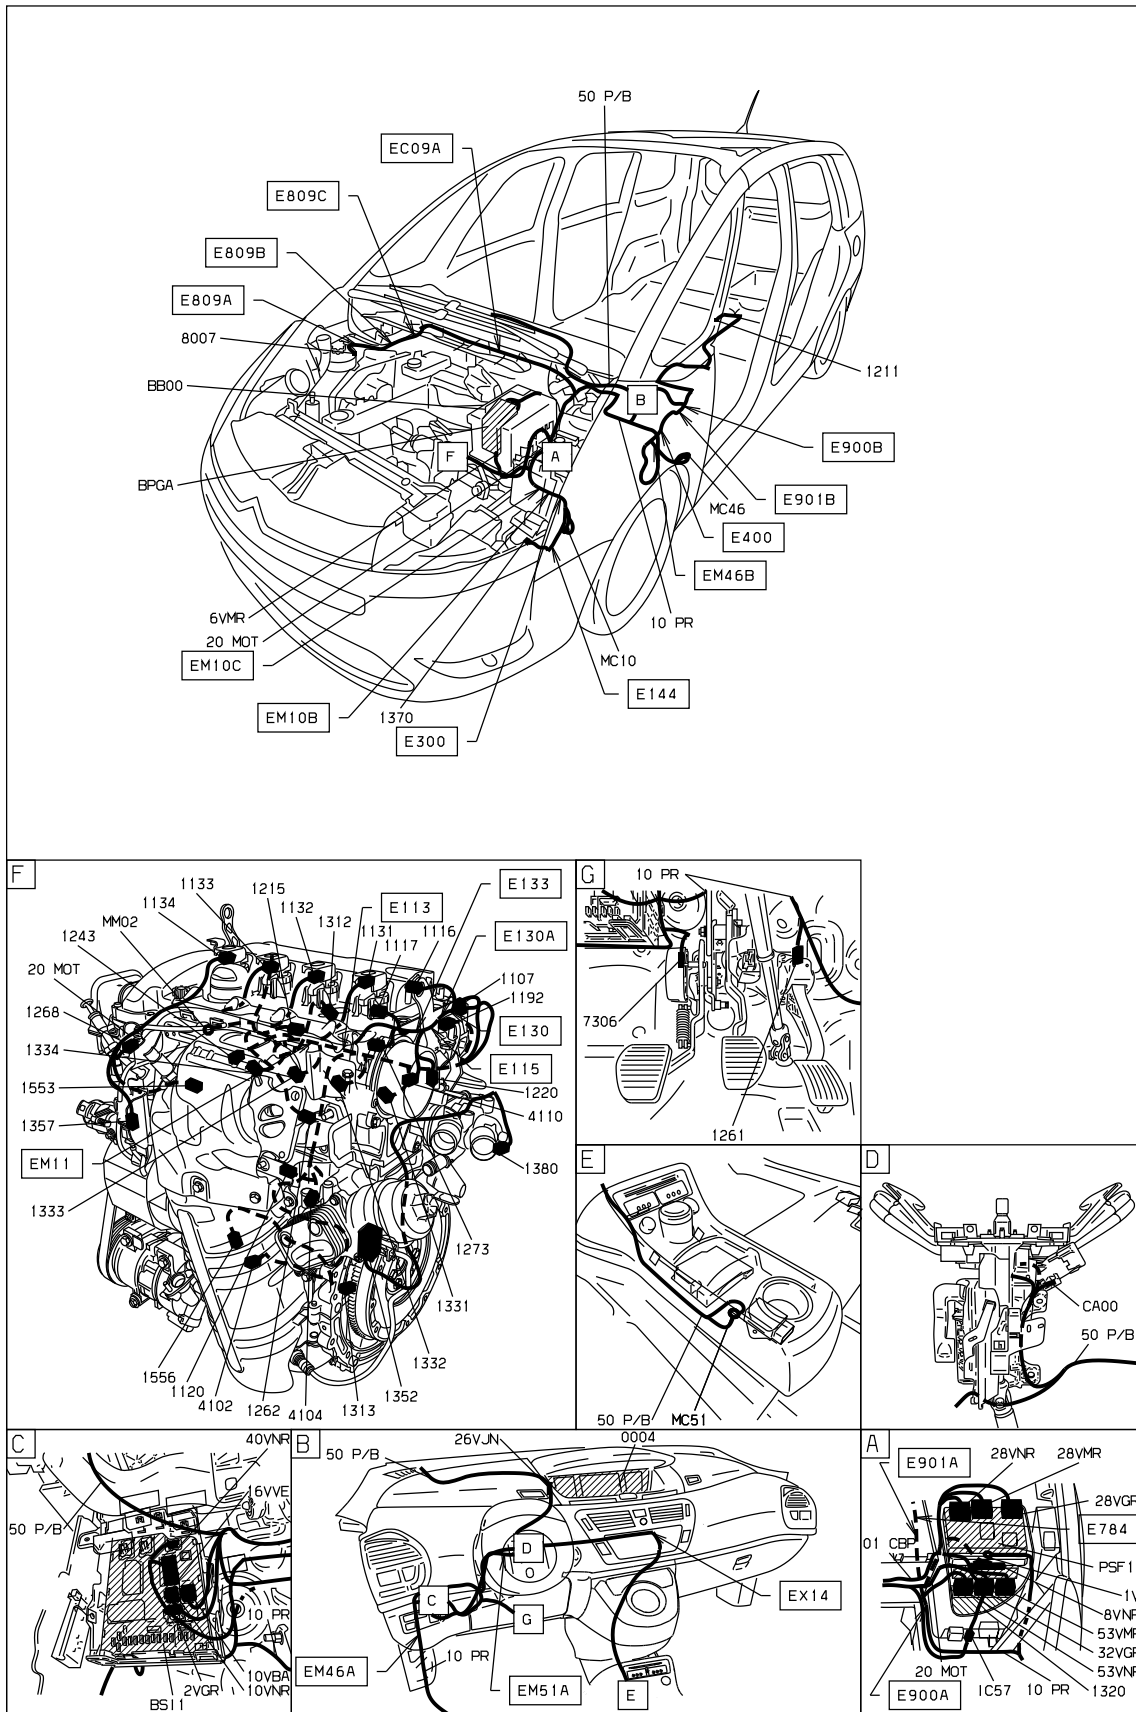 50 P/B
EC09A
E809C
E809B
E809A
8007
BB00
BPGA
F
A
B
1211
E900B
E901B
MC46
E400
EM46B
10 PR
6VMR
20 MOT
EM10C
MC10
E144
EM10B
1370
E300
F
1133
1134
1215
MM02
1132
1243
1312
E113
1131
1117
1116
E133
E130A
20 MOT
1268
1107
1192
1334
E130
1553
E115
1220
1357
4110
EM11
1380
1333
1273
1331
1332
1556
1120
4102
1262
4104
1313
1352
G
10 PR
7306
1261
E
50 P/B
MC51
D
CA00
50 P/B
C
40VNR
16VVE
50 P/B
10 PR
10VBA
2VGR
10VNR
BSI1
B
50 P/B
26VJN
0004
D
C
G
EX14
10 PR
EM46A
EM51A
E
A
E901A
28VNR
28VMR
28VGR
E784
01 CBP
PSF1
1V
8VNR
53VMR
32VGR
53VNR
20 MOT
IC57
10 PR
1320
E900A